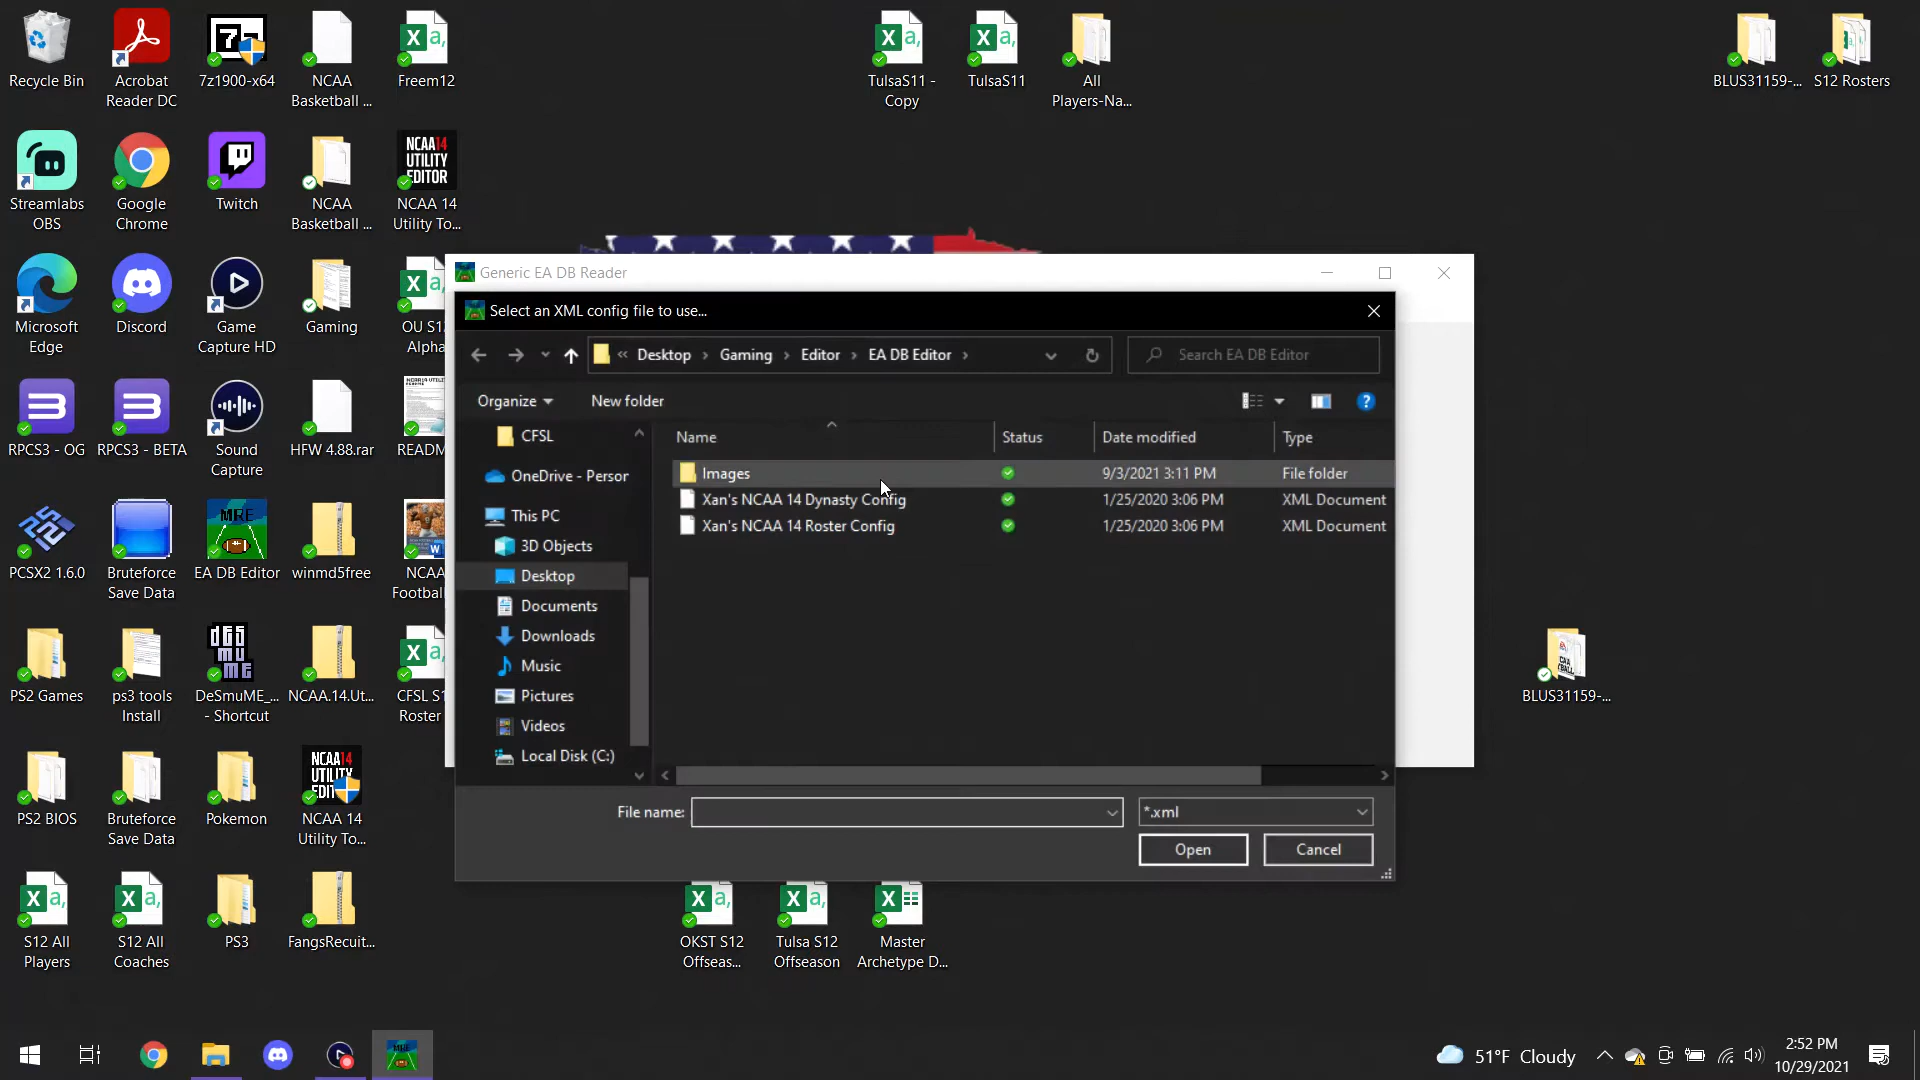 Recycle Bin
Acrobat
Reader DC
7z1900-x64
NCAA
Basketball ...
Freem12
TulsaS11 -
Copy
TulsaS11
All
Players-Na...
BLUS31159-...
S12 Rosters
Streamlabs
OBS
Google
Chrome
Twitch
NCAA
Basketball ...
NCAA14
UTILITY
EDITOR
NCAA 14
Utility To...
Microsoft
Edge
Discord
Game
Capture HD
Gaming
OU S1
Alpha
RPCS3 - OG
RPCS3 - BETA
Sound
Capture
HFW 4.88.rar
READM
PCSX2 1.6.0
Bruteforce
Save Data
MRE
EA DB Editor
winmd5free
NCAA
Football
PS2 Games
ps3 tools
Install
DeSmuME_...
- Shortcut
NCAA.14.Ut...
CFSL S1
Roster
PS2 BIOS
Bruteforce
Save Data
Pokemon
NCAA 14
Utility To...
S12 All
Players
S12 All
Coaches
PS3
FangsRecuit...
OKST S12
Offseas...
Tulsa S12
Offseason
Master
Archetype D...
BLUS31159-...
Generic EA DB Reader
Select an XML config file to use...
« Desktop › Gaming › Editor › EA DB Editor ›
Search EA DB Editor
Organize
New folder
Name
Status
Date modified
Type
CFSL
OneDrive - Person
This PC
3D Objects
Desktop
Documents
Downloads
Music
Pictures
Videos
Local Disk (C:)
Images
9/3/2021 3:11 PM
File folder
Xan's NCAA 14 Dynasty Config
1/25/2020 3:06 PM
XML Document
Xan's NCAA 14 Roster Config
1/25/2020 3:06 PM
XML Document
File name:
*.xml
Open
Cancel
51°F Cloudy
2:52 PM
10/29/2021